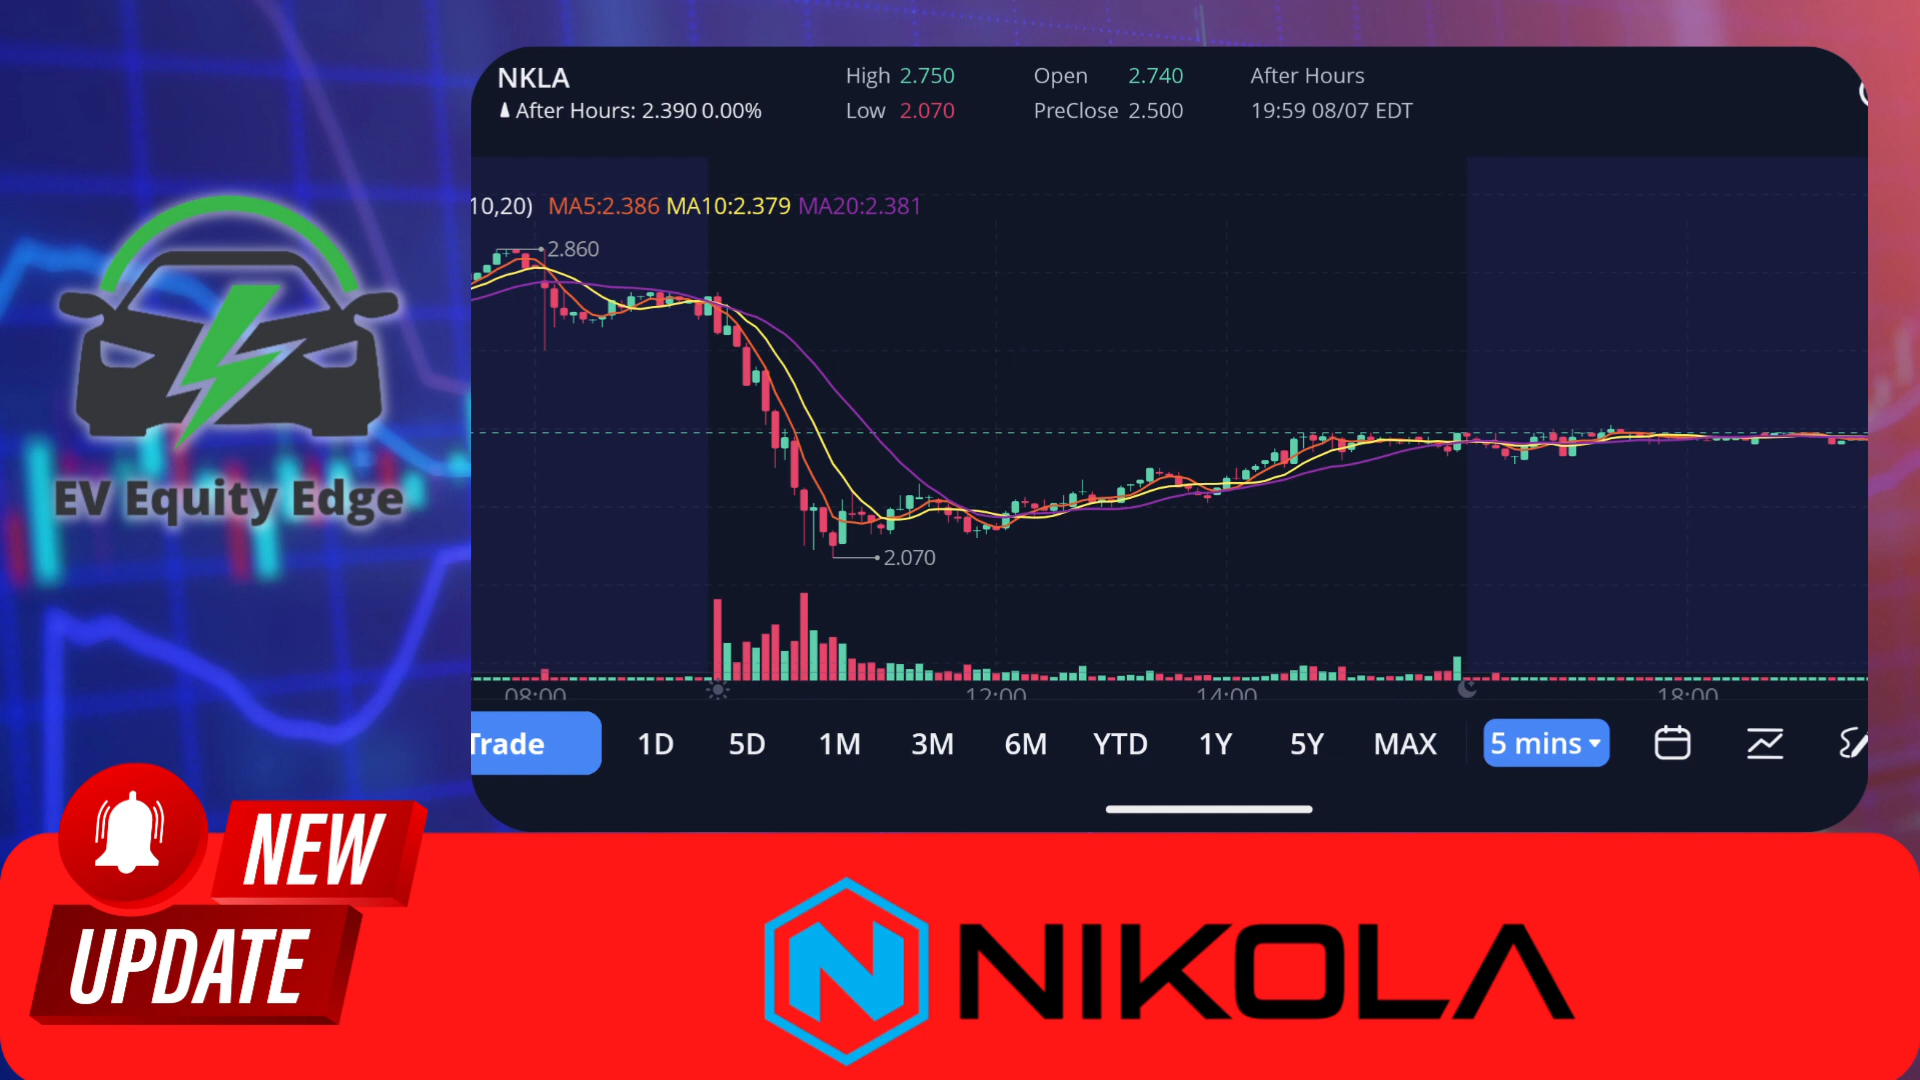 NKLA
After Hours: 2.390 0.00%
High 2.750
Low 2.070
Open 2.740
PreClose 2.500
After Hours
19:59 08/07 EDT
10,20) MA5:2.386 MA10:2.379 MA20:2.381
2.860
2.070
08:00 12:00 14:00 18:00
Trade 1D 5D 1M 3M 6M YTD 1Y 5Y MAX 5 mins
EV Equity Edge
NEW
UPDATE
NIKOLA